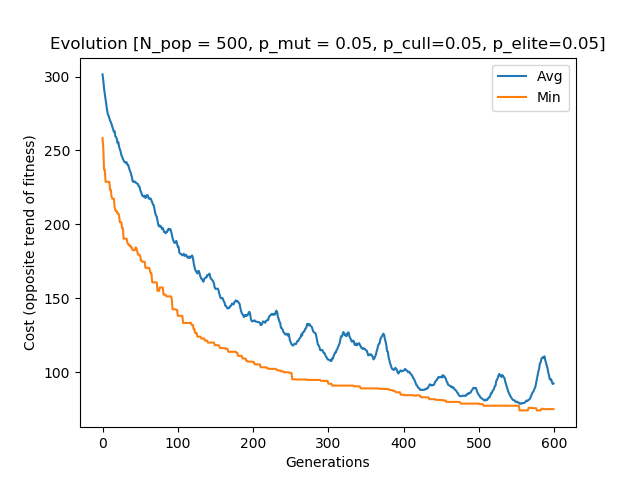 Evolution [N_pop = 500, p_mut = 0.05, p_cull=0.05, p_elite=0.05]
Avg
Min
Cost (opposite trend of fitness)
300
250
200
150
100
0 100 200 300 400 500 600
Generations